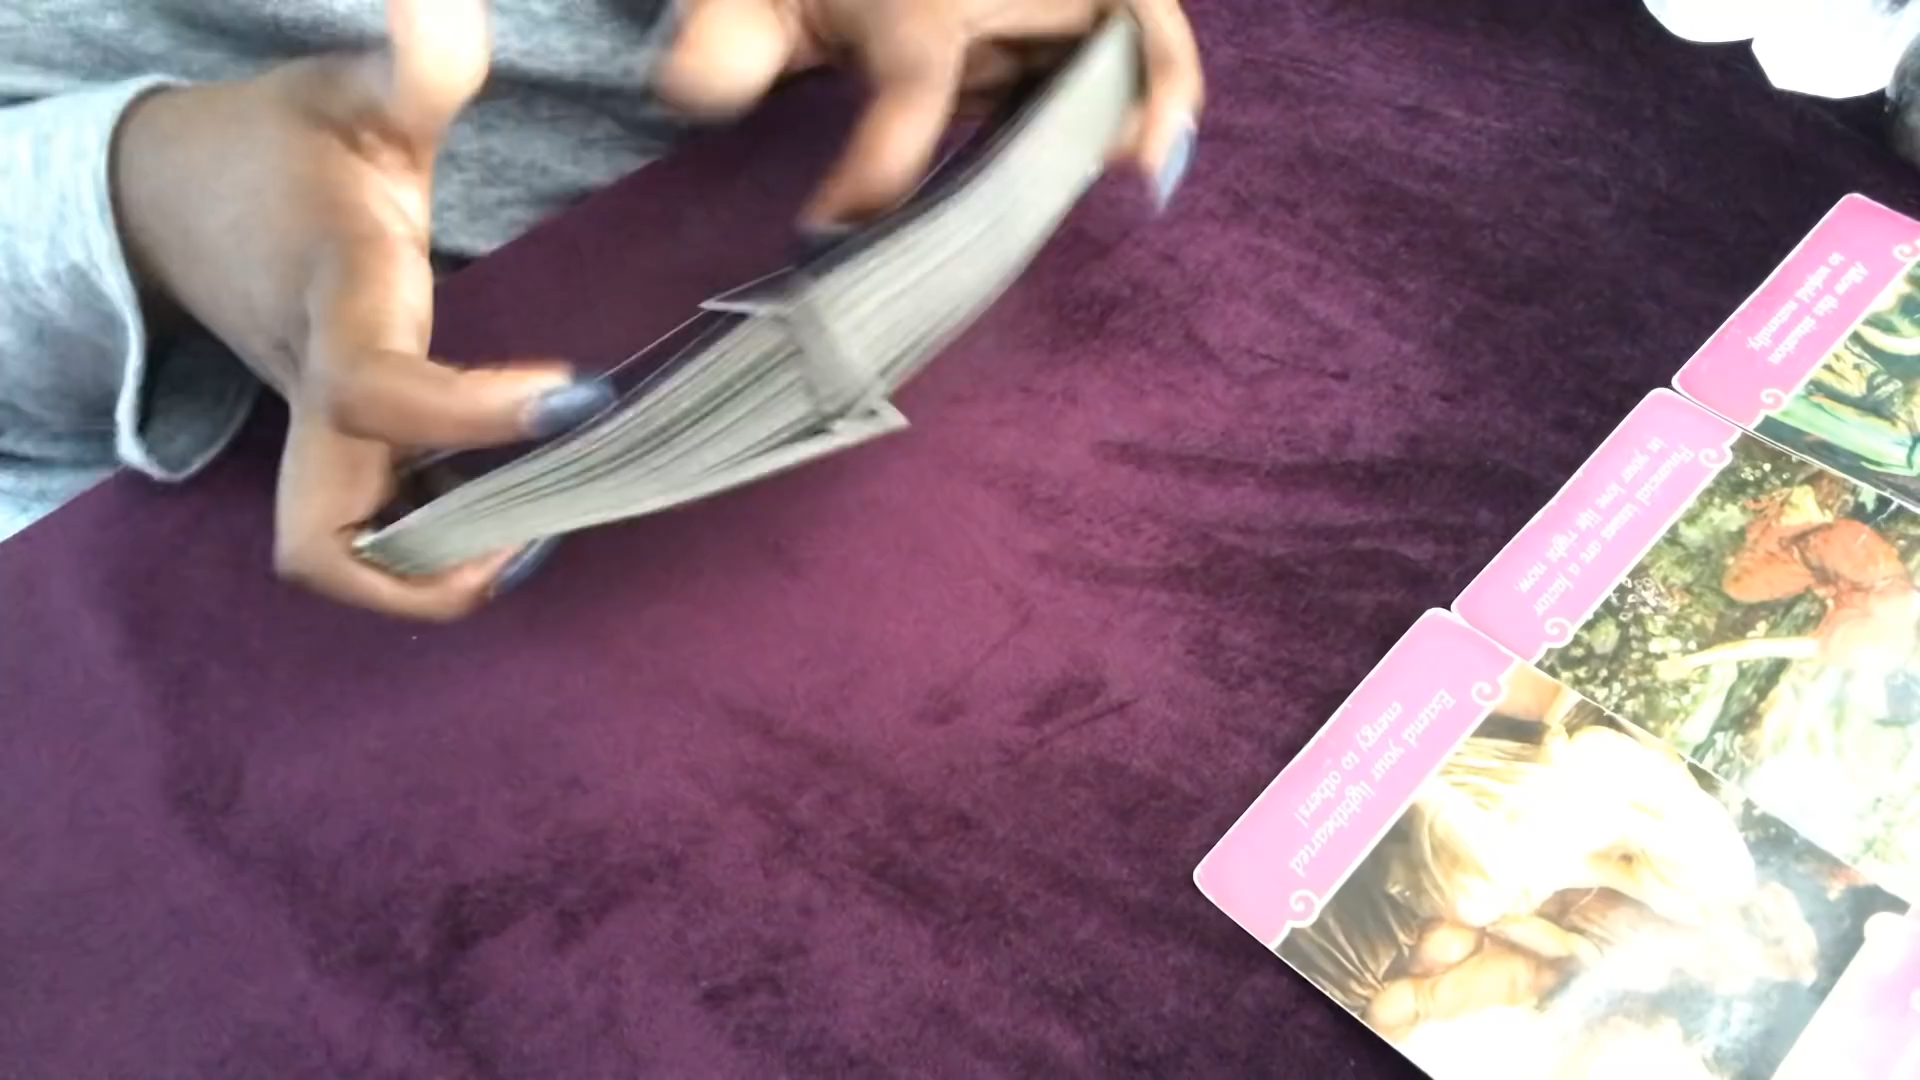 Allow this situation
to unfold naturally.
Financial issues are a factor
in your love life right now.
Extend your lighthearted
energy to others!